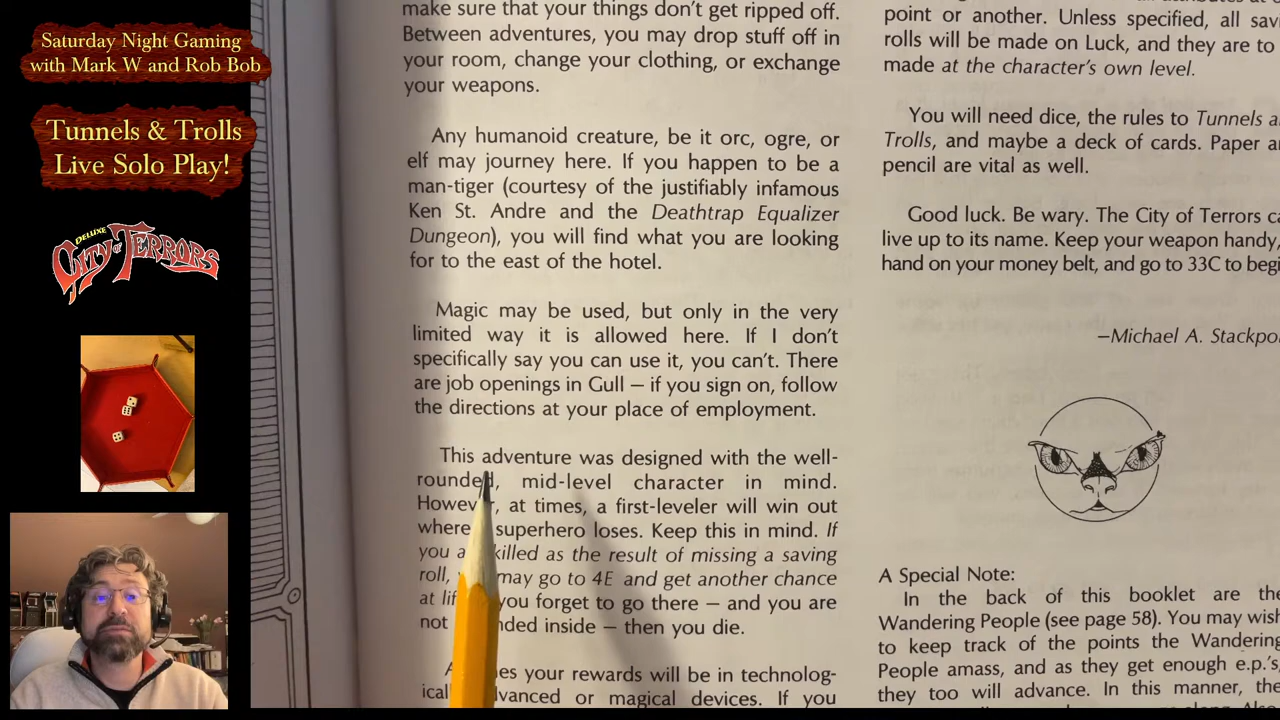 Saturday Night Gaming
with Mark W and Rob Bob
Tunnels & Trolls
Live Solo Play!
DELUXE
CITY OF TERRORS
make sure that your things don't get ripped off.
Between adventures, you may drop stuff off in
your room, change your clothing, or exchange
your weapons.
Any humanoid creature, be it orc, ogre, or
elf may journey here. If you happen to be a
man-tiger (courtesy of the justifiably infamous
Ken St. Andre and the Deathtrap Equalizer
Dungeon), you will find what you are looking
for to the east of the hotel.
Magic may be used, but only in the very
limited way it is allowed here. If I don't
specifically say you can use it, you can't. There
are job openings in Gull — if you sign on, follow
the directions at your place of employment.
This adventure was designed with the well-
rounded, mid-level character in mind.
However, at times, a first-leveler will win out
where superhero loses. Keep this in mind. If
you killed as the result of missing a saving
roll, may go to 4E and get another chance
at you forget to go there — and you are
not inside — then you die.
your rewards will be in technolog-
or magical devices. If you
point or another. Unless specified, all
rolls will be made on Luck, and they are to
made at the character's own level.
You will need dice, the rules to Tunnels
Trolls, and maybe a deck of cards. Paper
pencil are vital as well.
Good luck. Be wary. The City of Terrors
live up to its name. Keep your weapon handy,
hand on your money belt, and go to 33C to
—Michael A.
A Special Note:
In the back of this booklet are the
Wandering People (see page 58). You may wish
to keep track of the points the Wandering
People amass, and as they get enough e.p.'s,
they too will advance. In this manner, the